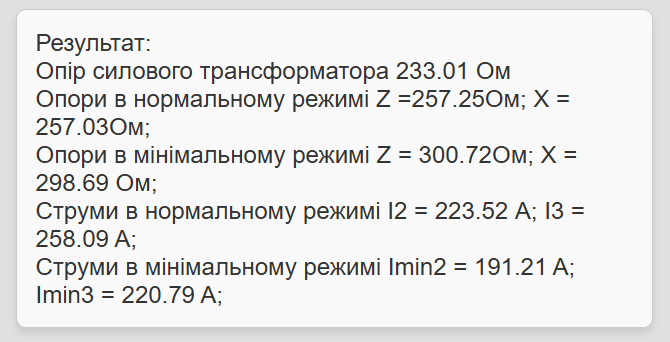 Результат:
Опір силового трансформатора 233.01 Ом
Опори в нормальному режимі Z =257.25Ом; X =
257.03Ом;
Опори в мінімальному режимі Z = 300.72Ом; X =
298.69 Ом;
Струми в нормальному режимі I2 = 223.52 А; I3 =
258.09 А;
Струми в мінімальному режимі Imin2 = 191.21 А;
Imin3 = 220.79 А;